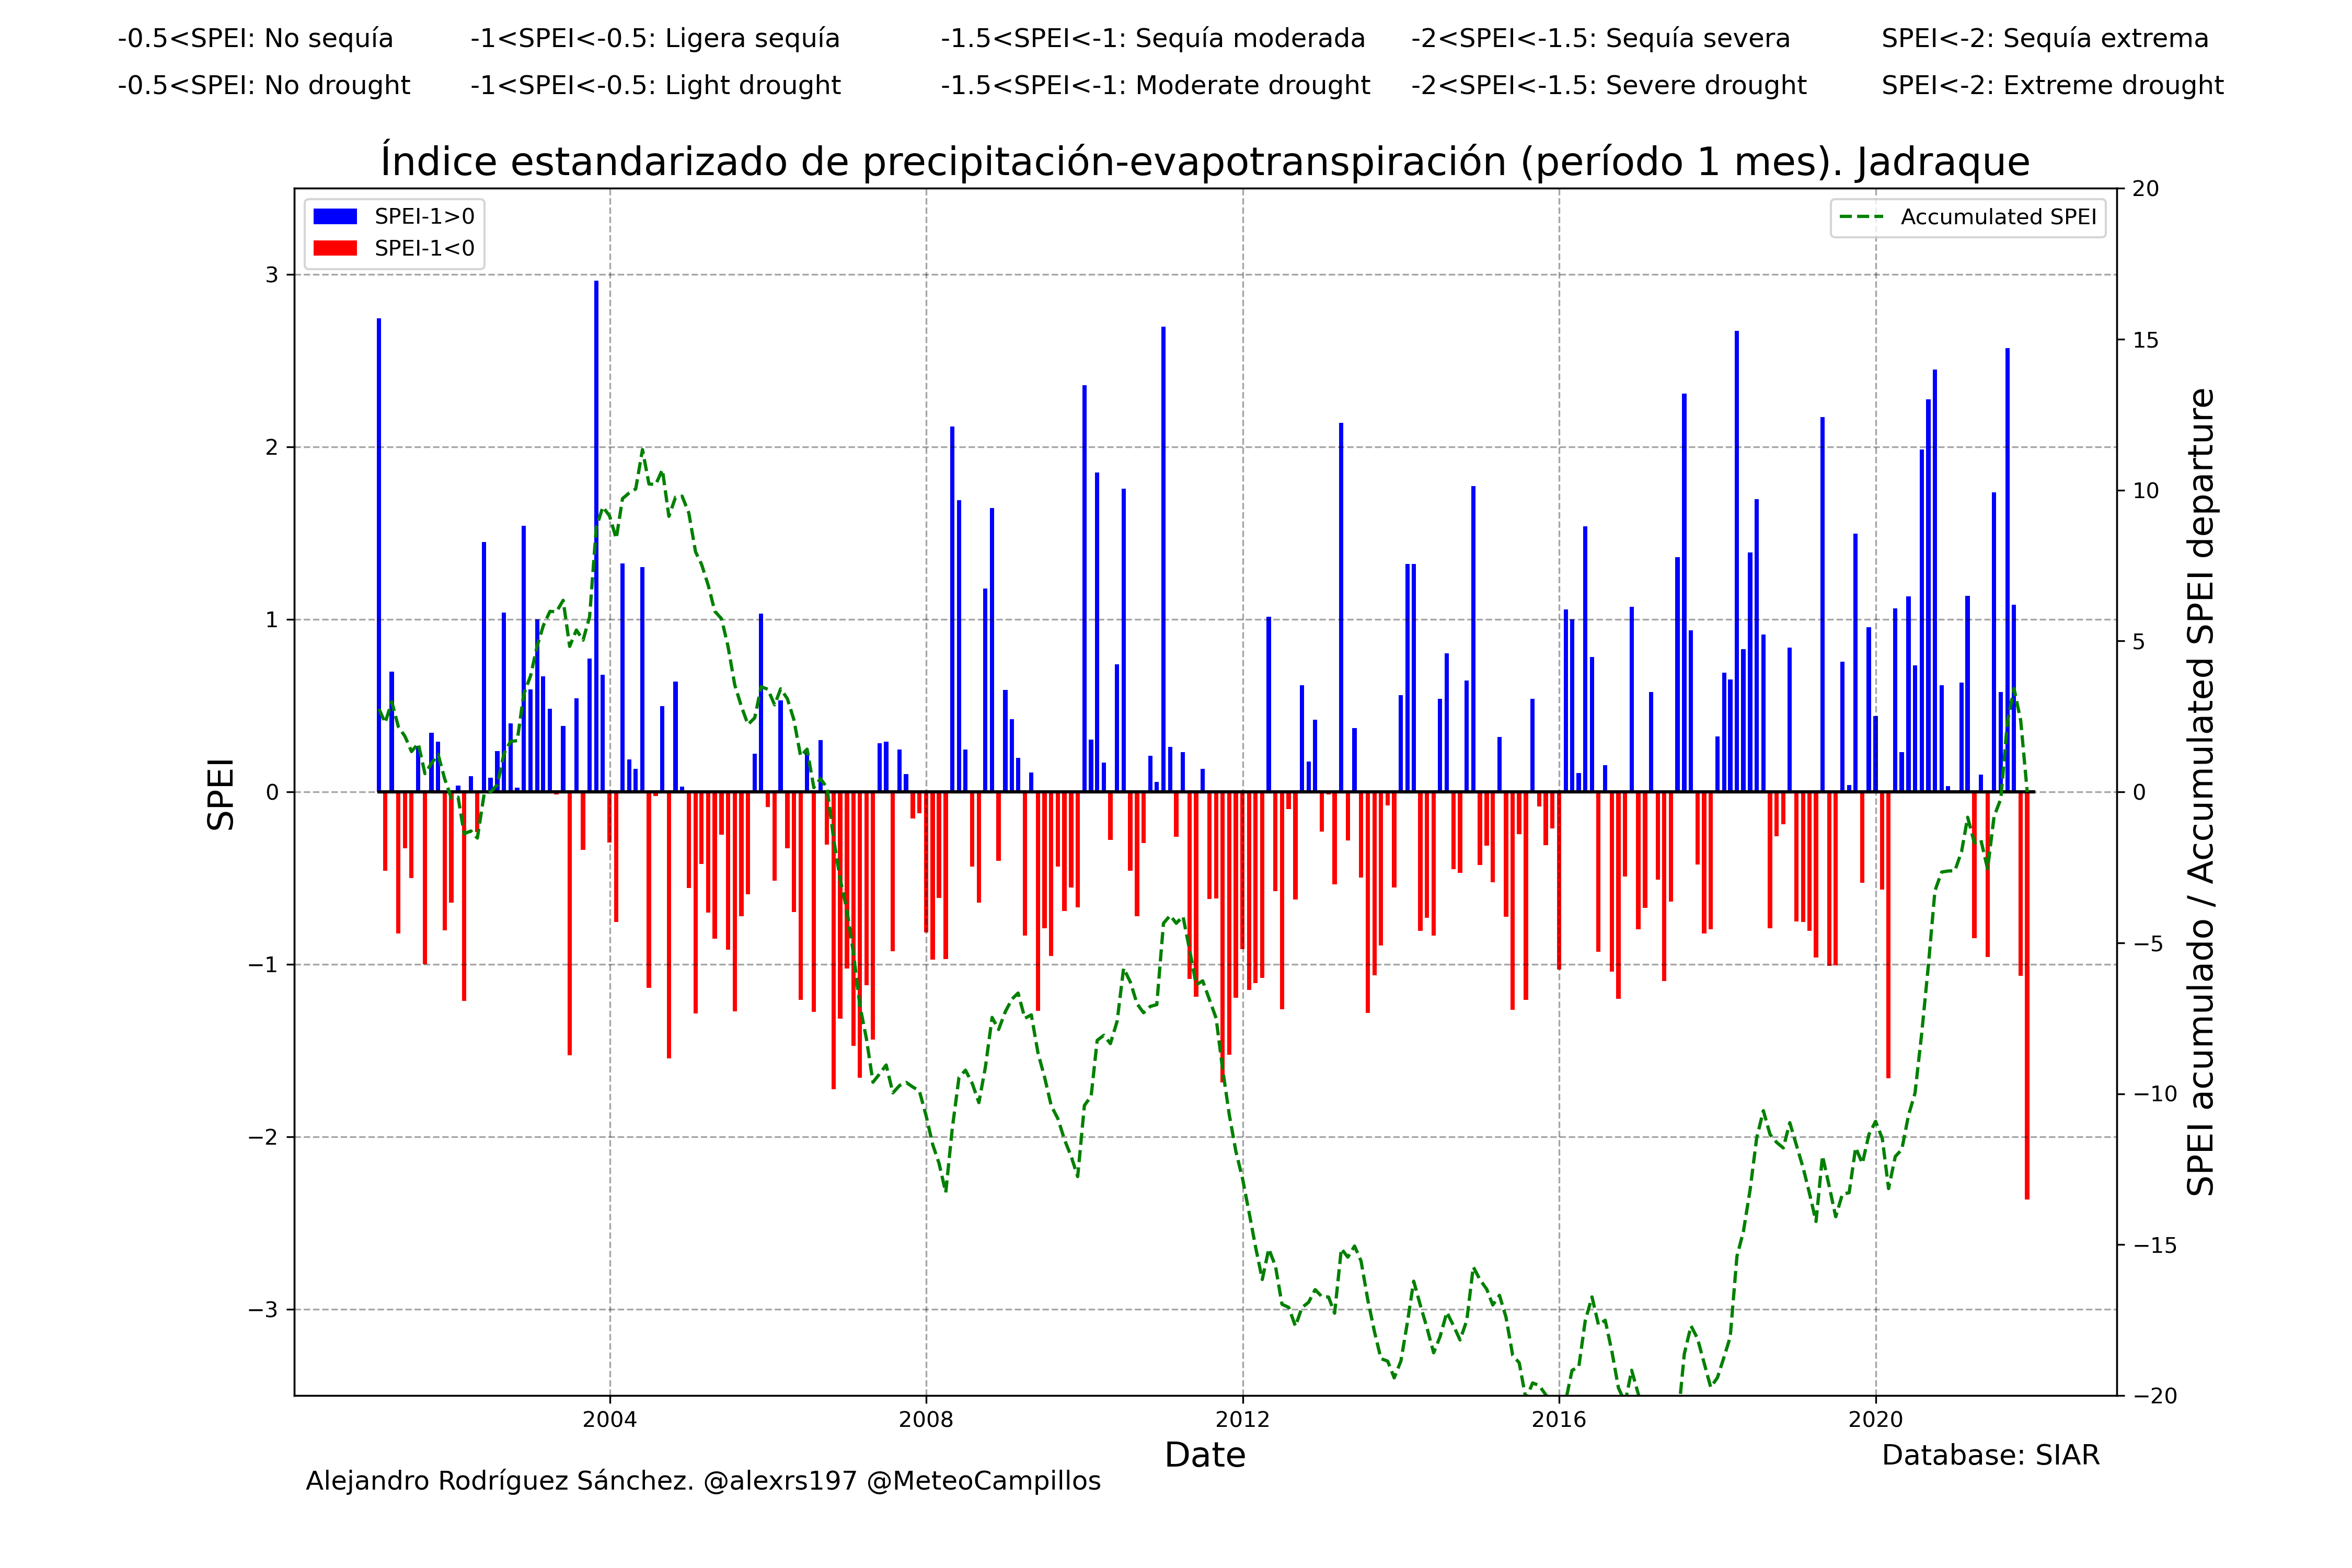 -0.5<SPEI: No sequía -1<SPEI<-0.5: Ligera sequía -1.5<SPEI<-1: Sequía moderada -2<SPEI<-1.5: Sequía severa SPEI<-2: Sequía extrema
-0.5<SPEI: No drought -1<SPEI<-0.5: Light drought -1.5<SPEI<-1: Moderate drought -2<SPEI<-1.5: Severe drought SPEI<-2: Extreme drought
Índice estandarizado de precipitación-evapotranspiración (período 1 mes). Jadraque
SPEI-1>0
SPEI-1<0
Accumulated SPEI
SPEI
3
2
1
0
−1
−2
−3
20
15
10
5
0
−5
−10
−15
−20
SPEI acumulado / Accumulated SPEI departure
2004 2008 2012 2016 2020
Date
Database: SIAR
Alejandro Rodríguez Sánchez. @alexrs197 @MeteoCampillos